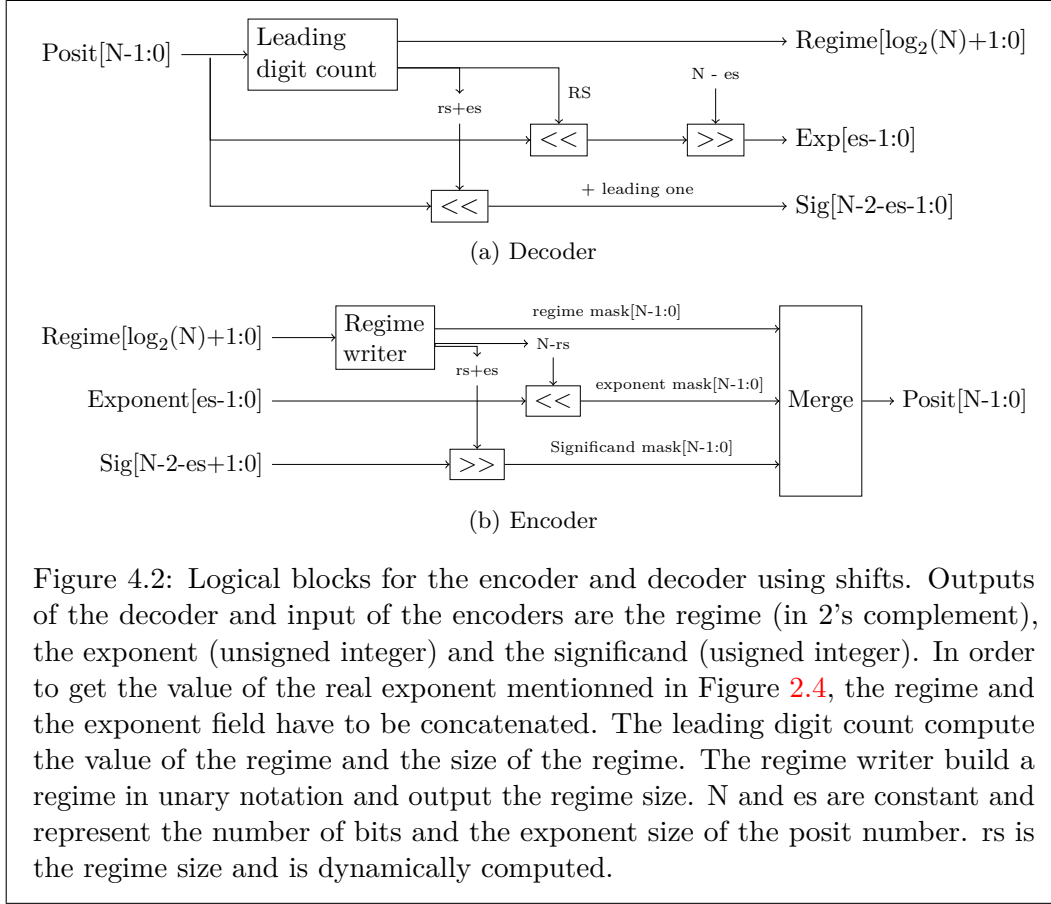 Posit[N-1:0]
Leading
digit count
Regime[log₂(N)+1:0]
RS
N - es
rs+es
<<
>>
Exp[es-1:0]
<<
+ leading one
Sig[N-2-es-1:0]
(a) Decoder
Regime[log₂(N)+1:0]
Regime
writer
regime mask[N-1:0]
N-rs
rs+es
Exponent[es-1:0]
<<
exponent mask[N-1:0]
Merge
Posit[N-1:0]
Sig[N-2-es+1:0]
>>
Significand mask[N-1:0]
(b) Encoder
Figure 4.2: Logical blocks for the encoder and decoder using shifts. Outputs
of the decoder and input of the encoders are the regime (in 2's complement),
the exponent (unsigned integer) and the significand (usigned integer). In order
to get the value of the real exponent mentionned in Figure 2.4, the regime and
the exponent field have to be concatenated. The leading digit count compute
the value of the regime and the size of the regime. The regime writer build a
regime in unary notation and output the regime size. N and es are constant and
represent the number of bits and the exponent size of the posit number. rs is
the regime size and is dynamically computed.